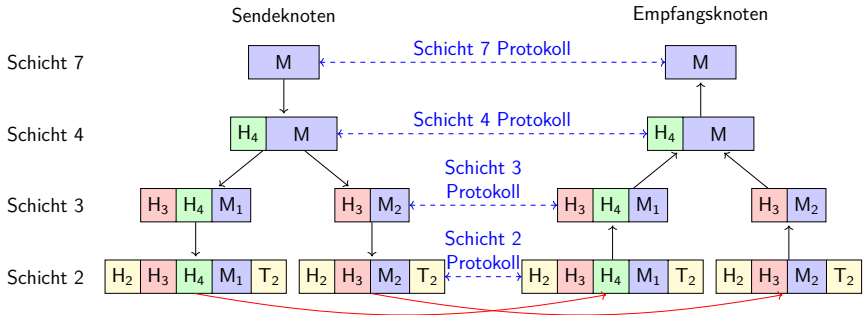 Sendeknoten Empfangsknoten
Schicht 7 M Schicht 7 Protokoll M
Schicht 4 H₄ M Schicht 4 Protokoll H₄ M
Schicht 3 H₃ H₄ M₁ H₃ M₂ Schicht 3 Protokoll H₃ H₄ M₁ H₃ M₂
Schicht 2 H₂ H₃ H₄ M₁ T₂ H₂ H₃ M₂ T₂ Schicht 2 Protokoll H₂ H₃ H₄ M₁ T₂ H₂ H₃ M₂ T₂